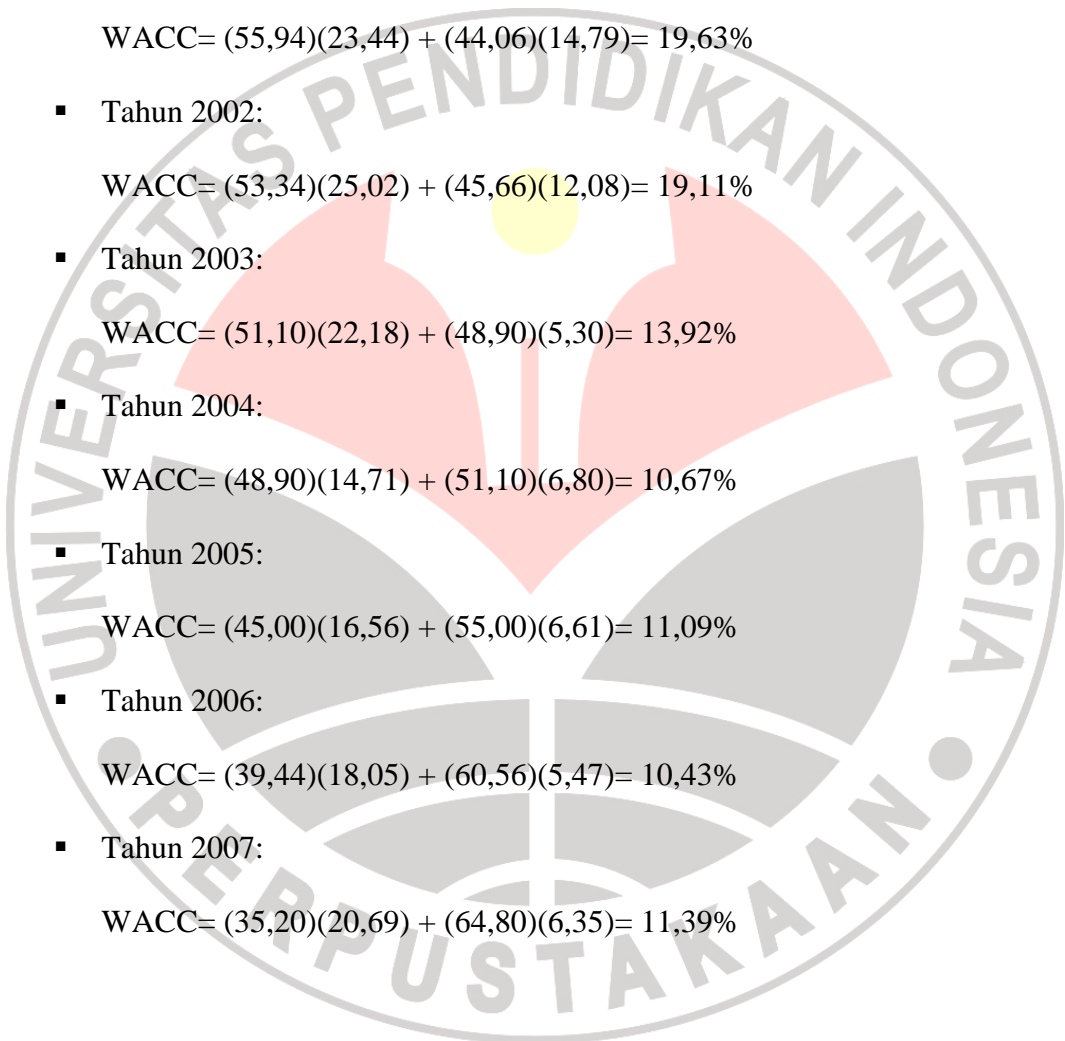 WACC= (55,94)(23,44) + (44,06)(14,79)= 19,63%
▪ Tahun 2002:
WACC= (53,34)(25,02) + (45,66)(12,08)= 19,11%
▪ Tahun 2003:
WACC= (51,10)(22,18) + (48,90)(5,30)= 13,92%
▪ Tahun 2004:
WACC= (48,90)(14,71) + (51,10)(6,80)= 10,67%
▪ Tahun 2005:
WACC= (45,00)(16,56) + (55,00)(6,61)= 11,09%
▪ Tahun 2006:
WACC= (39,44)(18,05) + (60,56)(5,47)= 10,43%
▪ Tahun 2007:
WACC= (35,20)(20,69) + (64,80)(6,35)= 11,39%
UNIVERSITAS PENDIDIKAN INDONESIA
PERPUSTAKAAN